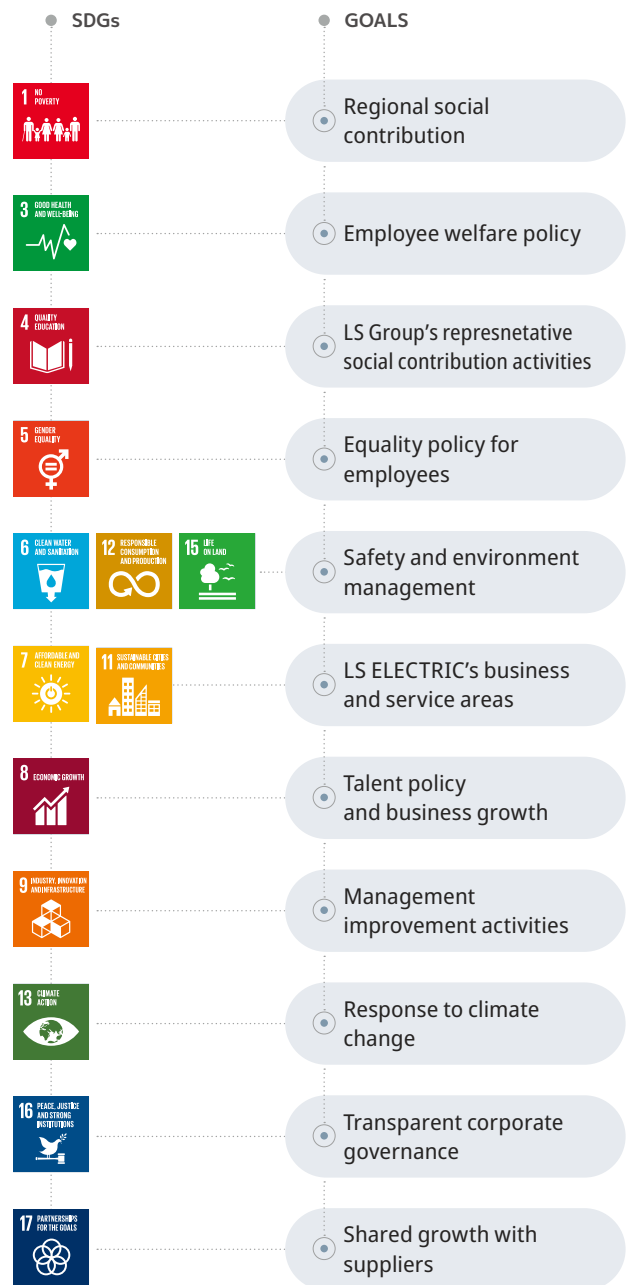 SDGs
GOALS
1 NO
POVERTY
Regional social
contribution
3 GOOD HEALTH
AND WELL-BEING
Employee welfare policy
4 QUALITY
EDUCATION
LS Group's represnetative
social contribution activities
5 GENDER
EQUALITY
Equality policy for
employees
6 CLEAN WATER
AND SANITATION
12 RESPONSIBLE
CONSUMPTION
AND PRODUCTION
15 LIFE
ON LAND
Safety and environment
management
7 AFFORDABLE AND
CLEAN ENERGY
11 SUSTAINABLE CITIES
AND COMMUNITIES
LS ELECTRIC's business
and service areas
8 ECONOMIC GROWTH
Talent policy
and business growth
9 INDUSTRY, INNOVATION
AND INFRASTRUCTURE
Management
improvement activities
13 CLIMATE
ACTION
Response to climate
change
16 PEACE, JUSTICE
AND STRONG
INSTITUTIONS
Transparent corporate
governance
17 PARTNERSHIPS
FOR THE GOALS
Shared growth with
suppliers